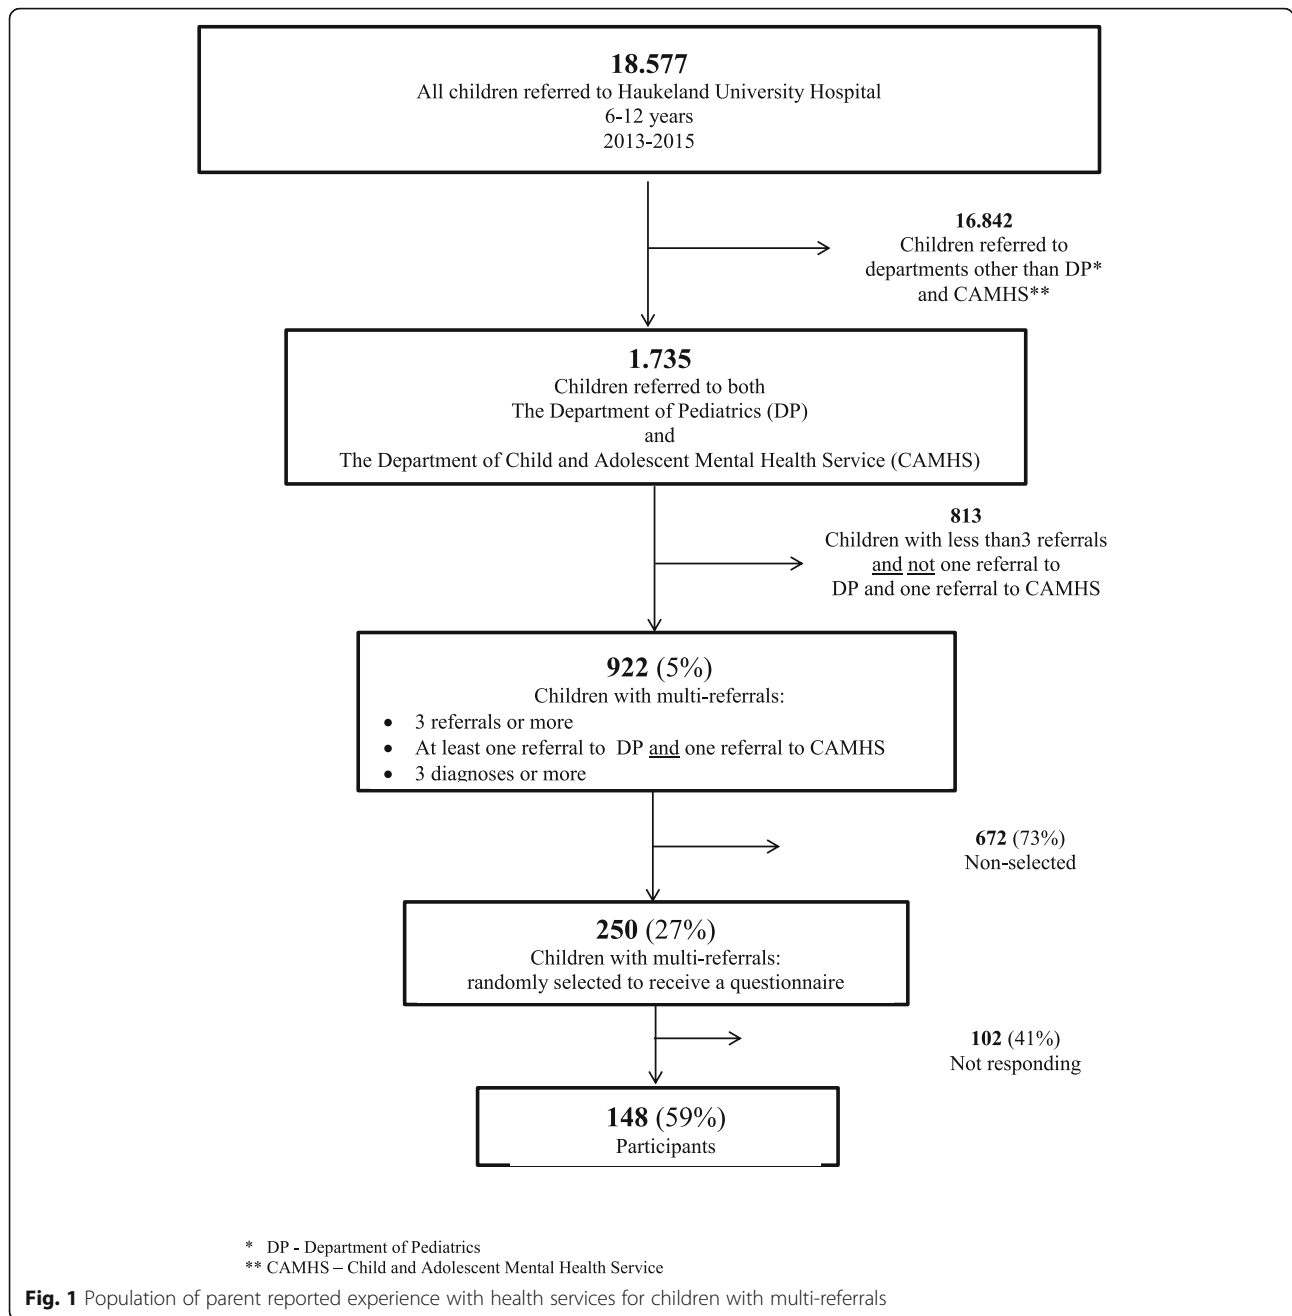 18.577
All children referred to Haukeland University Hospital
6-12 years
2013-2015
16.842
Children referred to
departments other than DP*
and CAMHS**
1.735
Children referred to both
The Department of Pediatrics (DP)
and
The Department of Child and Adolescent Mental Health Service (CAMHS)
813
Children with less than3 referrals
and not one referral to
DP and one referral to CAMHS
922 (5%)
Children with multi-referrals:
• 3 referrals or more
• At least one referral to DP and one referral to CAMHS
• 3 diagnoses or more
672 (73%)
Non-selected
250 (27%)
Children with multi-referrals:
randomly selected to receive a questionnaire
102 (41%)
Not responding
148 (59%)
Participants
* DP - Department of Pediatrics
** CAMHS – Child and Adolescent Mental Health Service
Fig. 1 Population of parent reported experience with health services for children with multi-referrals